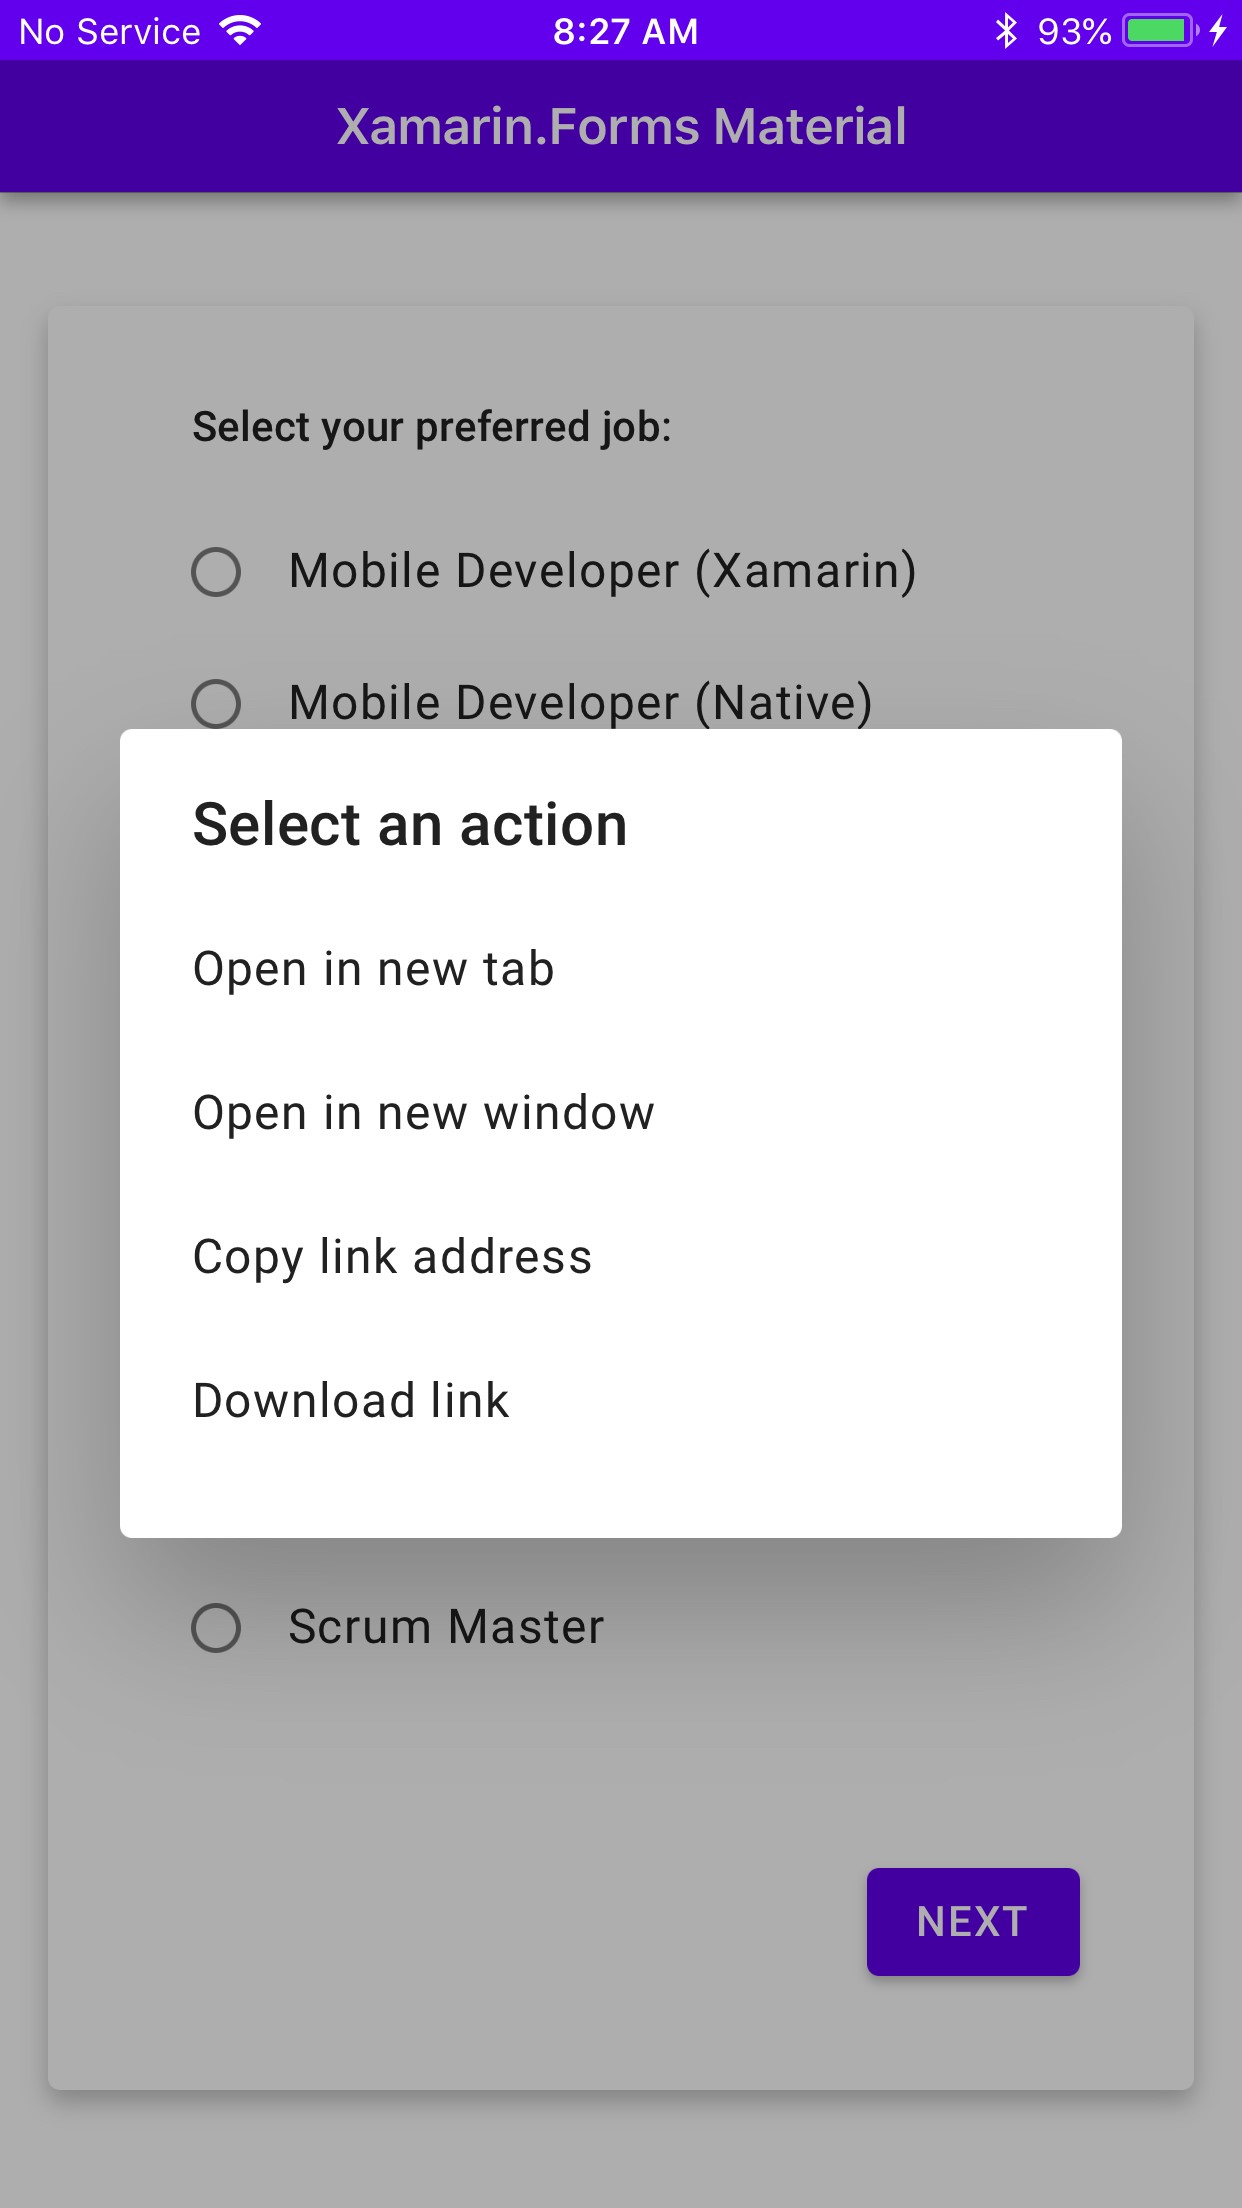 No Service
8:27 AM
93%
Xamarin.Forms Material
Select your preferred job:
Mobile Developer (Xamarin)
Mobile Developer (Native)
Select an action
Open in new tab
Open in new window
Copy link address
Download link
Scrum Master
NEXT